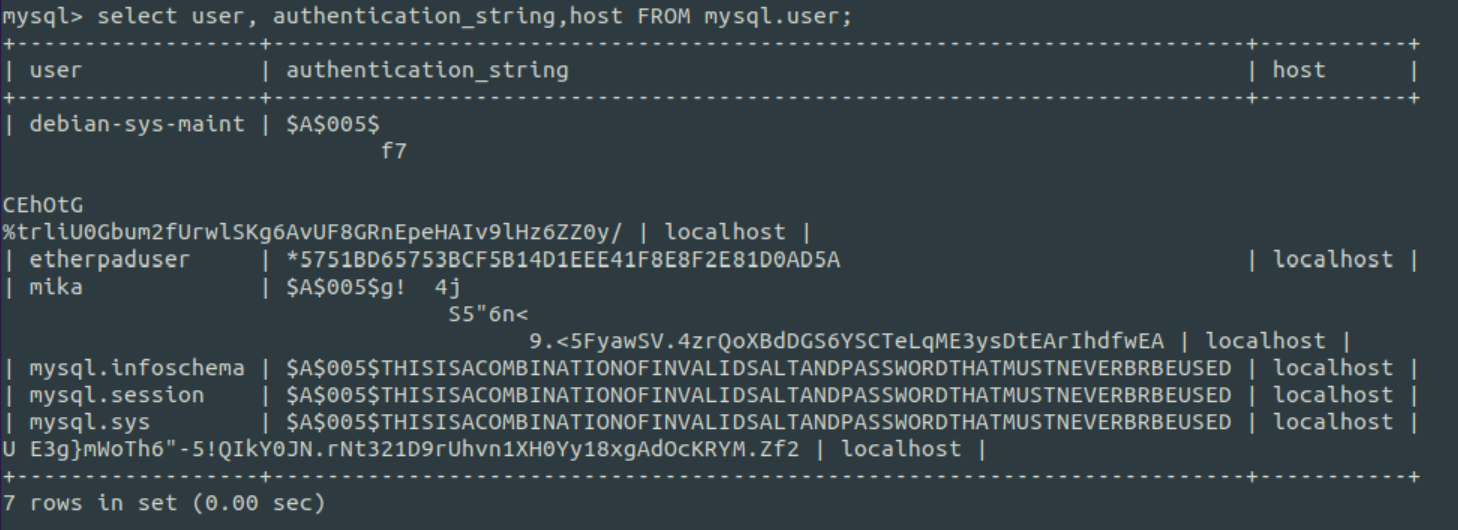 mysql> select user, authentication_string,host FROM mysql.user;
+------------------+------------------------------------------------------------------------+-----------+
| user             | authentication_string                                                  | host      |
+------------------+------------------------------------------------------------------------+-----------+
| debian-sys-maint | $A$005$
                            f7

CEhOtG
%trliU0Gbum2fUrwlSKg6AvUF8GRnEpeHAIv9lHz6ZZ0y/ | localhost |
| etherpaduser     | *5751BD65753BCF5B14D1EEE41F8E8F2E81D0AD5A                              | localhost |
| mika             | $A$005$g!  4j
                                 S5"6n<
                                       9.<5FyawSV.4zrQoXBdDGS6YSCTeLqME3ysDtEArIhdfwEA | localhost |
| mysql.infoschema | $A$005$THISISACOMBINATIONOFINVALIDSALTANDPASSWORDTHATMUSTNEVERBRBEUSED | localhost |
| mysql.session    | $A$005$THISISACOMBINATIONOFINVALIDSALTANDPASSWORDTHATMUSTNEVERBRBEUSED | localhost |
| mysql.sys        | $A$005$THISISACOMBINATIONOFINVALIDSALTANDPASSWORDTHATMUSTNEVERBRBEUSED | localhost |
U E3g}mWoTh6"-5!QIkY0JN.rNt321D9rUhvn1XH0Yy18xgAdOcKRYM.Zf2 | localhost |
+------------------+------------------------------------------------------------------------+-----------+
7 rows in set (0.00 sec)